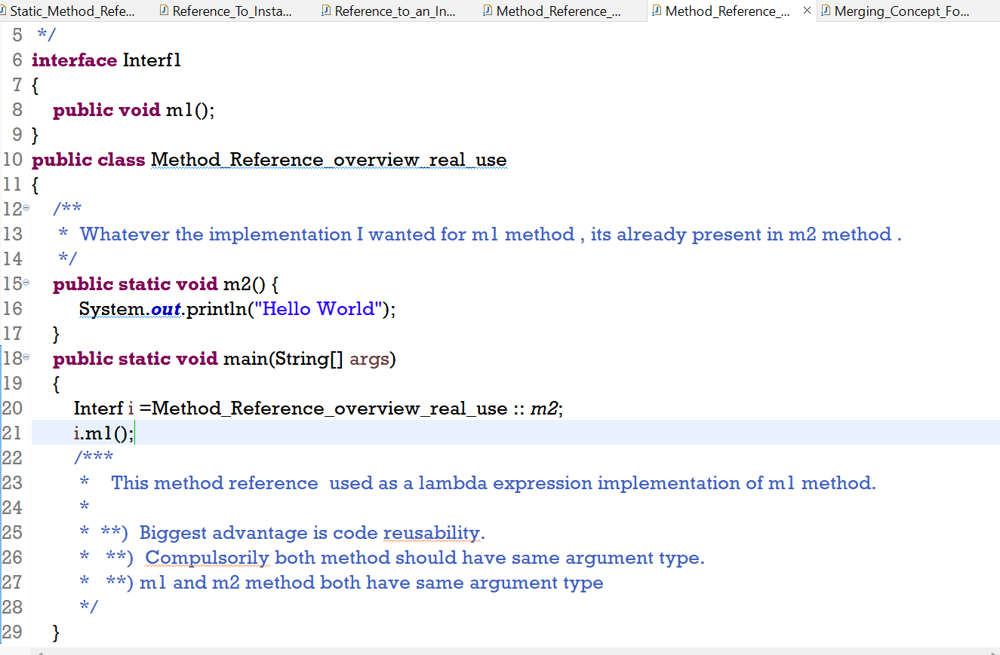 Static_Method_Refe... Reference_To_Insta... Reference_to_an_In... Method_Reference_... Method_Reference_... × Merging_Concept_Fo...
5 */
6 interface Interf1
7 {
8 public void m1();
9 }
10 public class Method_Reference_overview_real_use
11 {
12 /**
13 * Whatever the implementation I wanted for m1 method , its already present in m2 method .
14 */
15 public static void m2() {
16 System.out.println("Hello World");
17 }
18 public static void main(String[] args)
19 {
20 Interf i =Method_Reference_overview_real_use :: m2;
21 i.m1();
22 /***
23 * This method reference  used as a lambda expression implementation of m1 method.
24 *
25 * **) Biggest advantage is code reusability.
26 * **) Compulsorily both method should have same argument type.
27 * **) m1 and m2 method both have same argument type
28 */
29 }